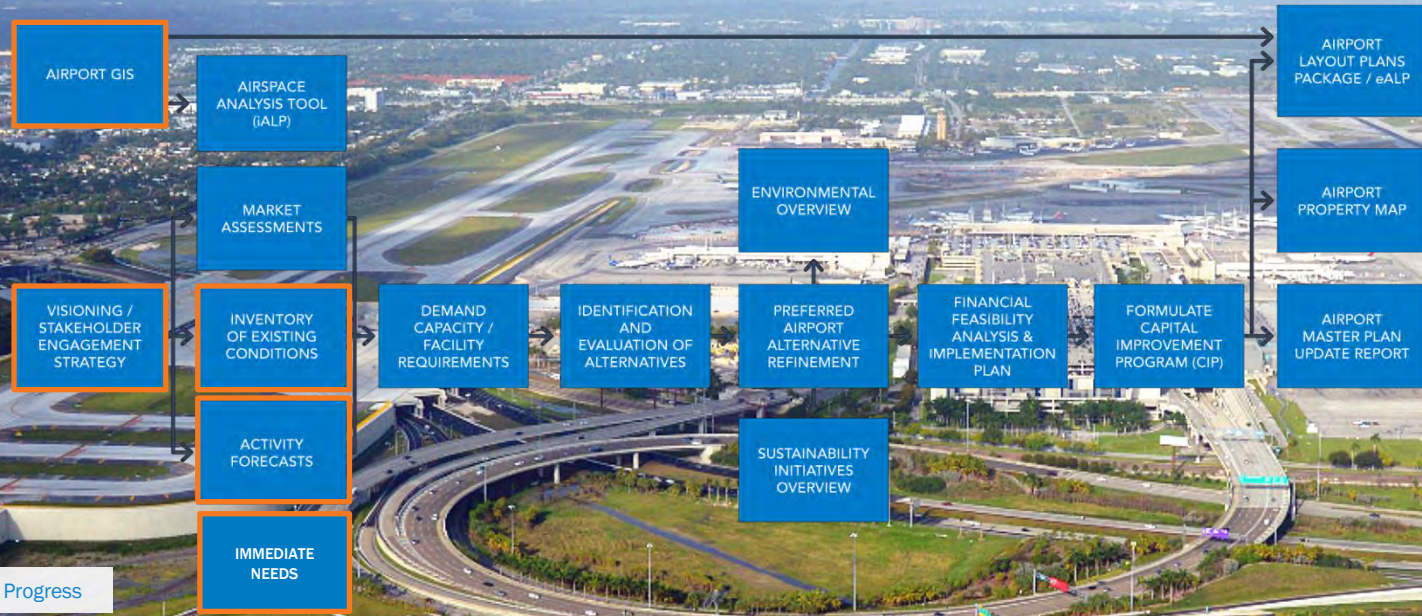 AIRPORT GIS
AIRSPACE
ANALYSIS TOOL
(iALP)
AIRPORT
LAYOUT PLANS
PACKAGE / eALP
MARKET
ASSESSMENTS
ENVIRONMENTAL
OVERVIEW
AIRPORT
PROPERTY MAP
VISIONING /
STAKEHOLDER
ENGAGEMENT
STRATEGY
INVENTORY
OF EXISTING
CONDITIONS
DEMAND
CAPACITY /
FACILITY
REQUIREMENTS
IDENTIFICATION
AND
EVALUATION OF
ALTERNATIVES
PREFERRED
AIRPORT
ALTERNATIVE
REFINEMENT
FINANCIAL
FEASIBILITY
ANALYSIS &
IMPLEMENTATION
PLAN
FORMULATE
CAPITAL
IMPROVEMENT
PROGRAM (CIP)
AIRPORT
MASTER PLAN
UPDATE REPORT
ACTIVITY
FORECASTS
SUSTAINABILITY
INITIATIVES
OVERVIEW
IMMEDIATE
NEEDS
Progress